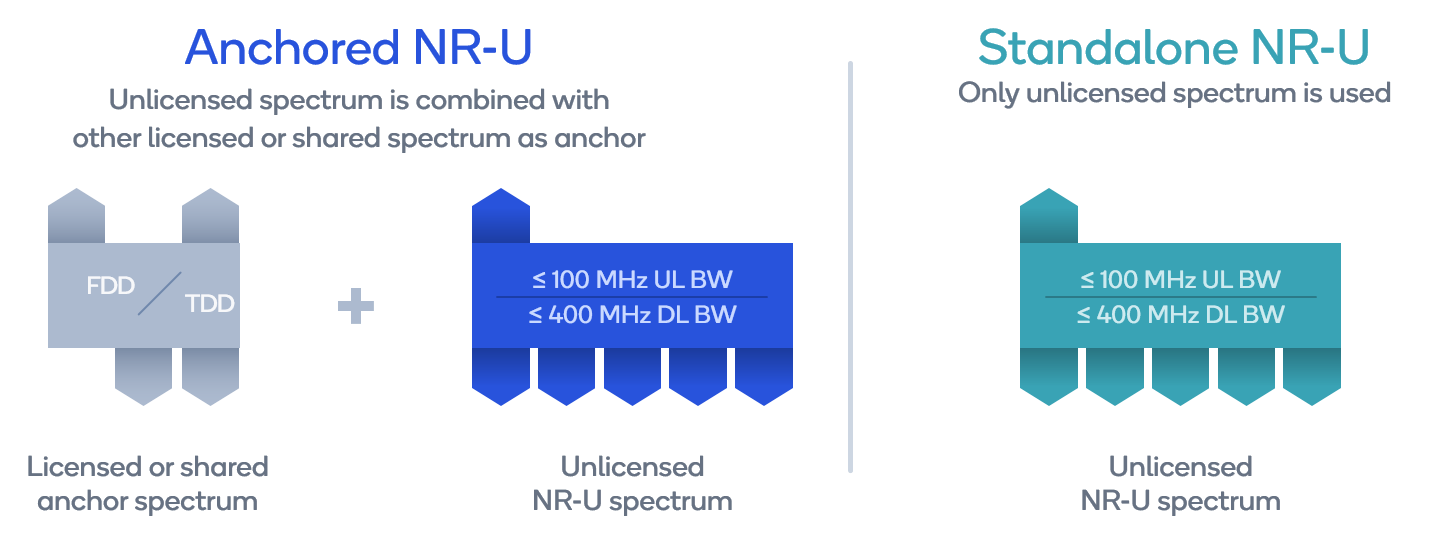 Anchored NR-U
Unlicensed spectrum is combined with
other licensed or shared spectrum as anchor
FDD
TDD
≤ 100 MHz UL BW
≤ 400 MHz DL BW
Licensed or shared
anchor spectrum
Unlicensed
NR-U spectrum
Standalone NR-U
Only unlicensed spectrum is used
≤ 100 MHz UL BW
≤ 400 MHz DL BW
Unlicensed
NR-U spectrum